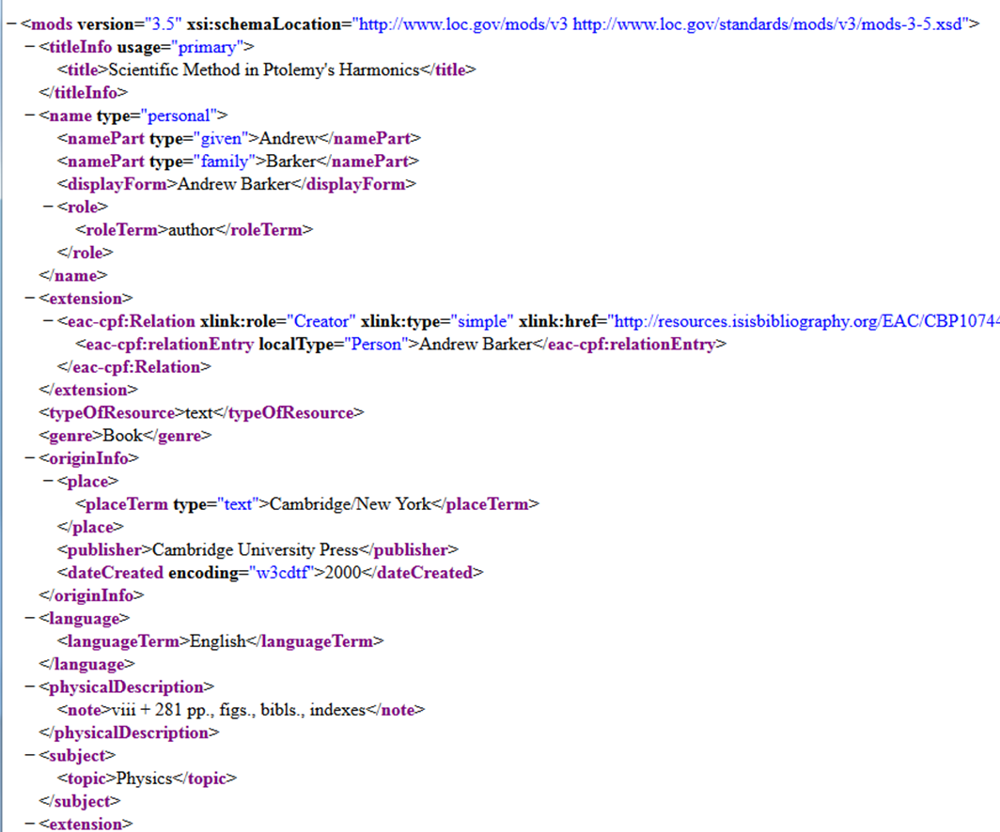 −<mods version="3.5" xsi:schemaLocation="http://www.loc.gov/mods/v3 http://www.loc.gov/standards/mods/v3/mods-3-5.xsd">
−<titleInfo usage="primary">
<title>Scientific Method in Ptolemy's Harmonics</title>
</titleInfo>
−<name type="personal">
<namePart type="given">Andrew</namePart>
<namePart type="family">Barker</namePart>
<displayForm>Andrew Barker</displayForm>
−<role>
<roleTerm>author</roleTerm>
</role>
</name>
−<extension>
−<eac-cpf:Relation xlink:role="Creator" xlink:type="simple" xlink:href="http://resources.isisbibliography.org/EAC/CBP10744
<eac-cpf:relationEntry localType="Person">Andrew Barker</eac-cpf:relationEntry>
</eac-cpf:Relation>
</extension>
<typeOfResource>text</typeOfResource>
<genre>Book</genre>
−<originInfo>
−<place>
<placeTerm type="text">Cambridge/New York</placeTerm>
</place>
<publisher>Cambridge University Press</publisher>
<dateCreated encoding="w3cdtf">2000</dateCreated>
</originInfo>
−<language>
<languageTerm>English</languageTerm>
</language>
−<physicalDescription>
<note>viii + 281 pp., figs., bibls., indexes</note>
</physicalDescription>
−<subject>
<topic>Physics</topic>
</subject>
−<extension>